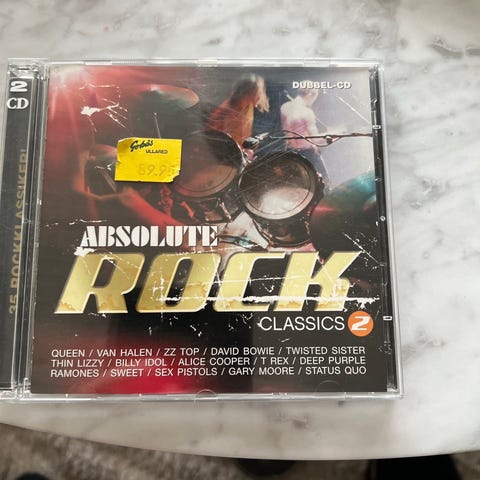 2
CD
35 ROCKKLASSIKER!
DUBBEL-CD
Gekås
ULLARED
89.95
ABSOLUTE
ROCK
CLASSICS 2
QUEEN / VAN HALEN / ZZ TOP / DAVID BOWIE / TWISTED SISTER
THIN LIZZY / BILLY IDOL / ALICE COOPER / T REX / DEEP PURPLE
RAMONES / SWEET / SEX PISTOLS / GARY MOORE / STATUS QUO